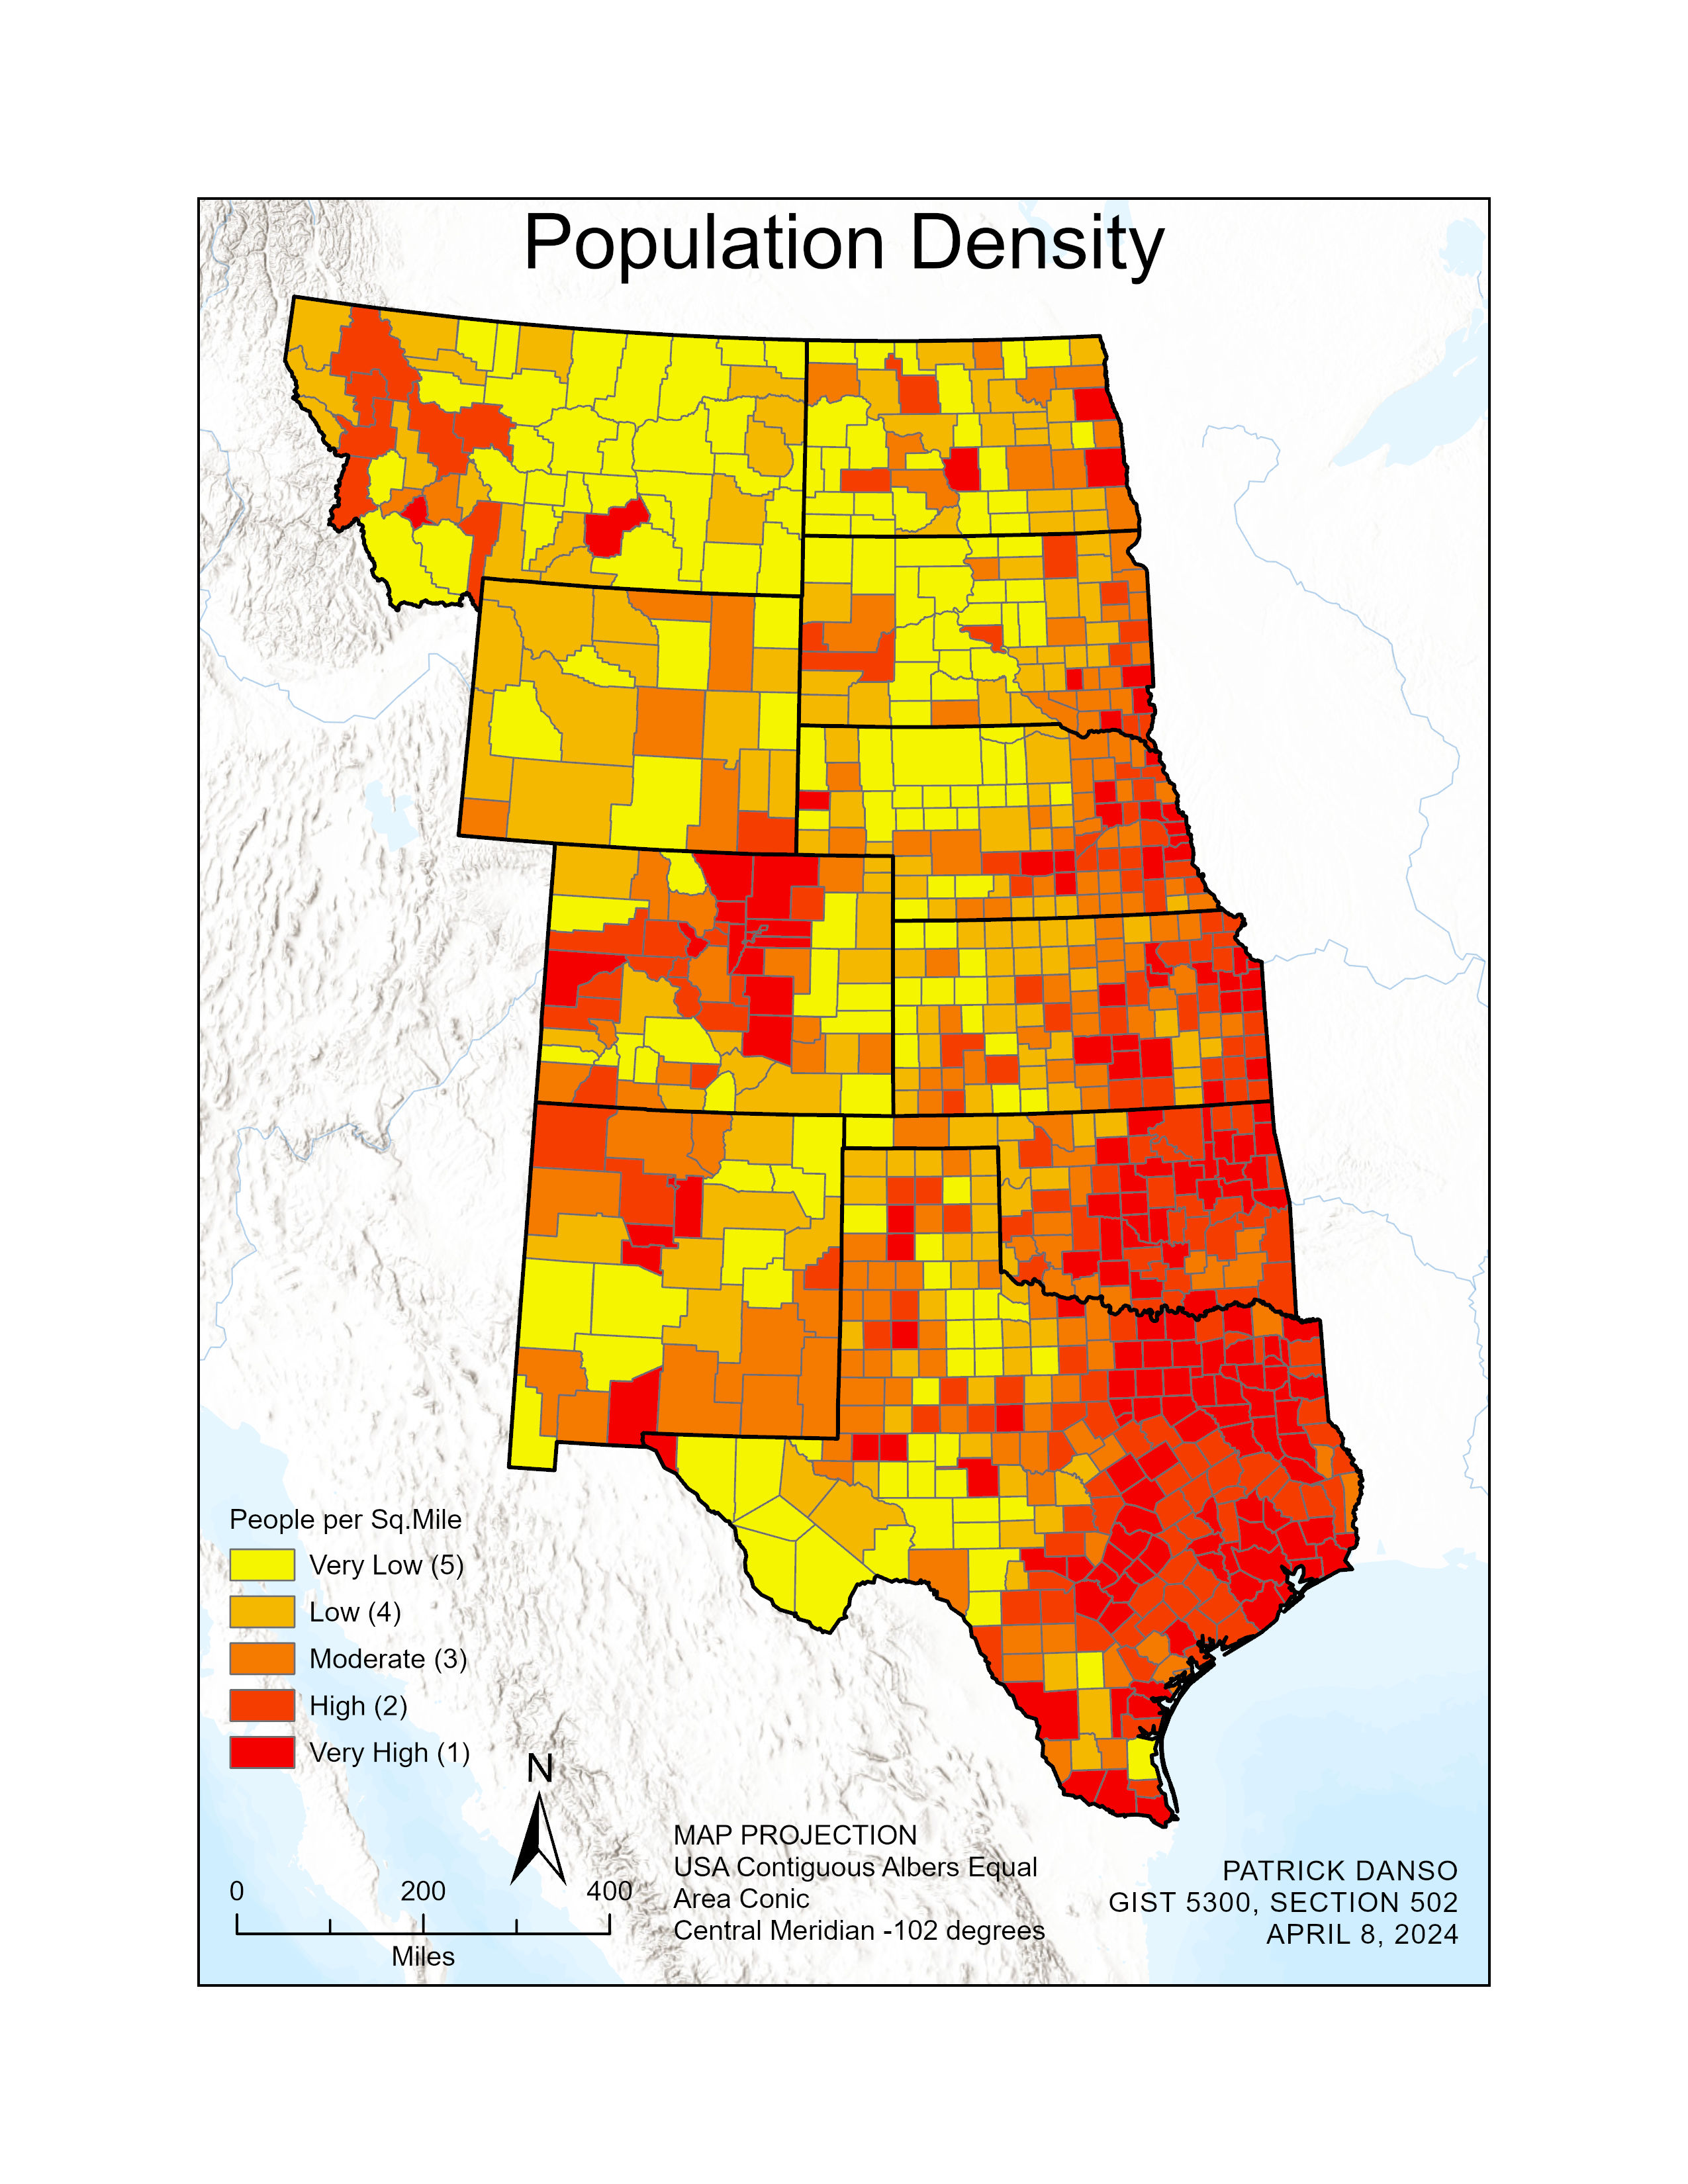 Population Density
People per Sq.Mile
Very Low (5)
Low (4)
Moderate (3)
High (2)
Very High (1)
N
0 200 400
Miles
MAP PROJECTION
USA Contiguous Albers Equal
Area Conic
Central Meridian -102 degrees
PATRICK DANSO
GIST 5300, SECTION 502
APRIL 8, 2024